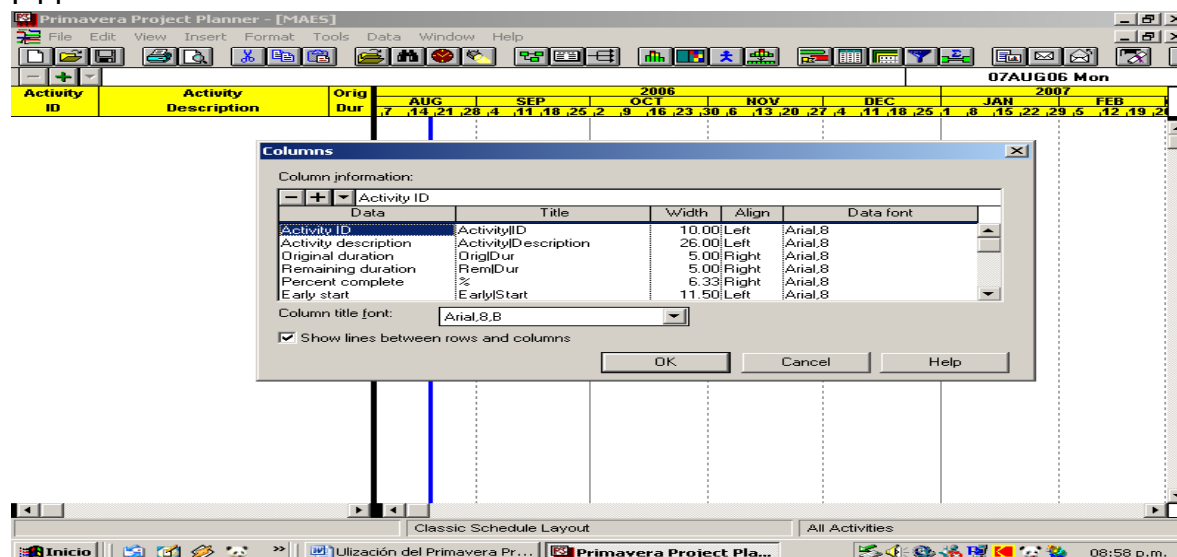 Primavera Project Planner - [MAES]
File Edit View Insert Format Tools Data Window Help
07AUG06 Mon
Activity ID Activity Description Orig Dur
2006 2007
AUG SEP OCT NOV DEC JAN FEB
7 14 21 28 4 11 18 25 2 9 16 23 30 6 13 20 27 4 11 18 25 1 8 15 22 29 5 12 19
Columns
Column information:
Activity ID
Data Title Width Align Data font
Activity ID Activity|ID 10.00 Left Arial,8
Activity description Activity|Description 26.00 Left Arial,8
Original duration Orig|Dur 5.00 Right Arial,8
Remaining duration Rem|Dur 5.00 Right Arial,8
Percent complete % 6.33 Right Arial,8
Early start Early|Start 11.50 Left Arial,8
Column title font: Arial,8,B
Show lines between rows and columns
OK Cancel Help
Classic Schedule Layout All Activities
Inicio » Ulización del Primavera Pr... Primavera Project Pla... 08:58 p.m.